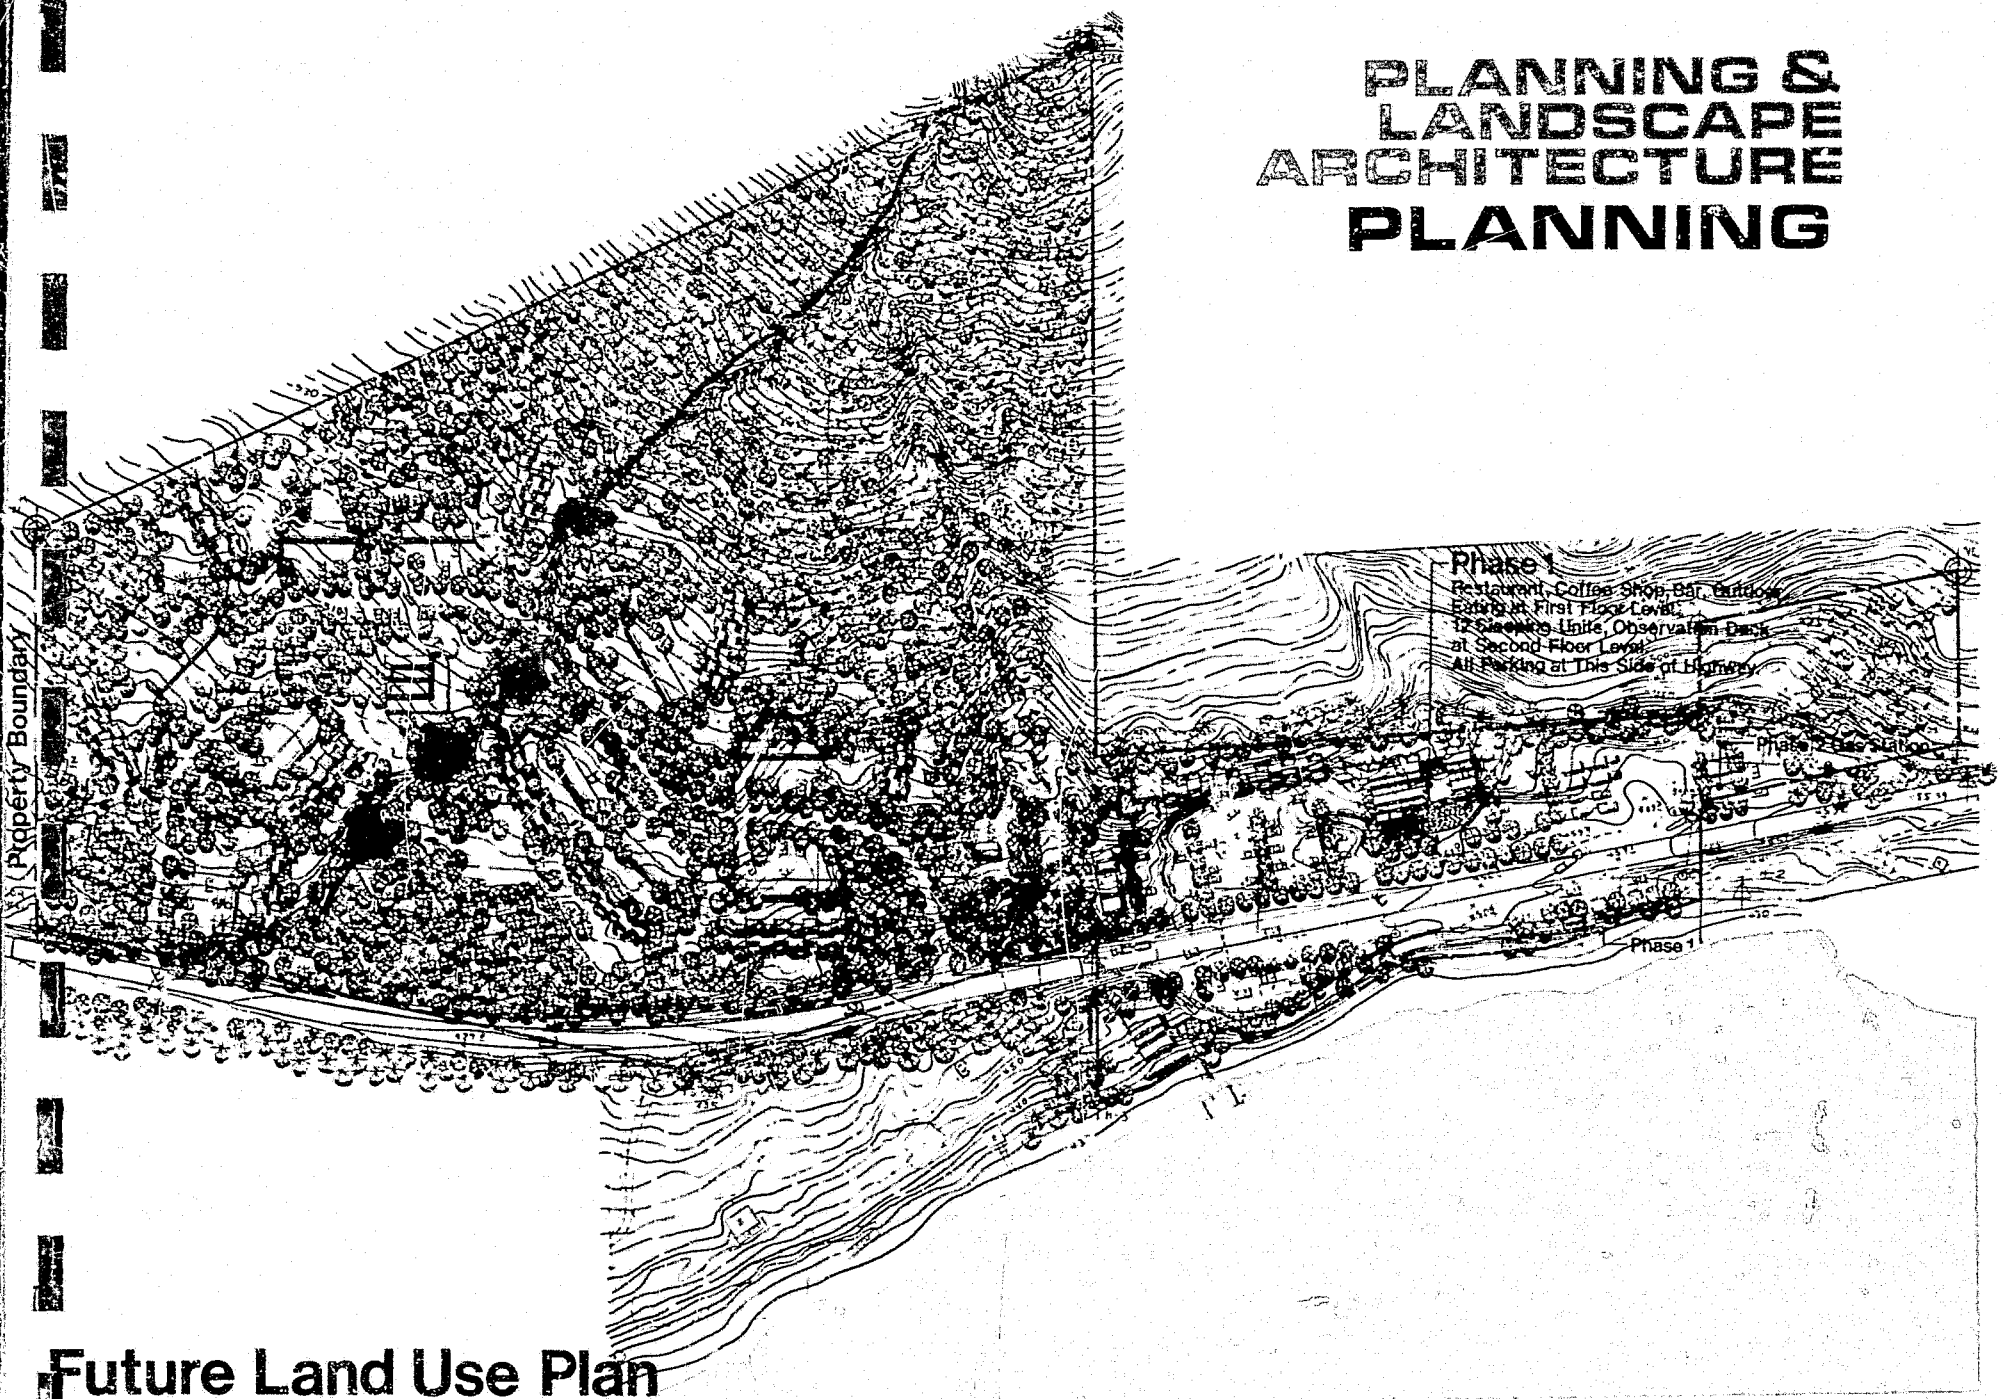 PLANNING &
LANDSCAPE
ARCHITECTURE
PLANNING
Phase 1
Restaurant, Coffee Shop, Bar, Outdoor
Eating at First Floor Level.
12 Sleeping Units, Observation Deck
at Second Floor Level.
All Parking at This Side of Highway
Phase 2 Gas Station
Property Boundary
Phase 1
Future Land Use Plan